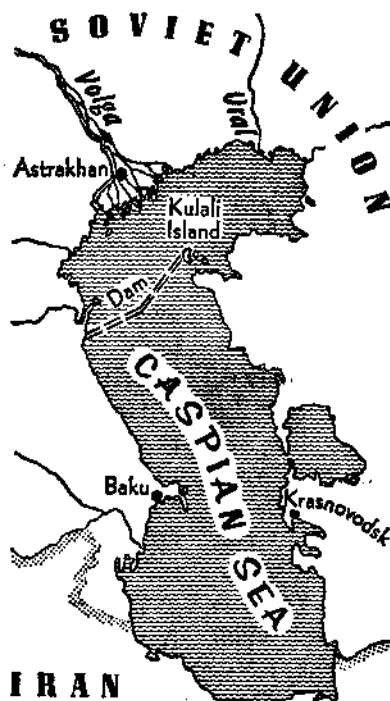 SOVIET UNION
Volga
Ural
Astrakhan
Kulali
Island
Dam
CASPIAN SEA
Baku
Krasnovodsk
IRAN